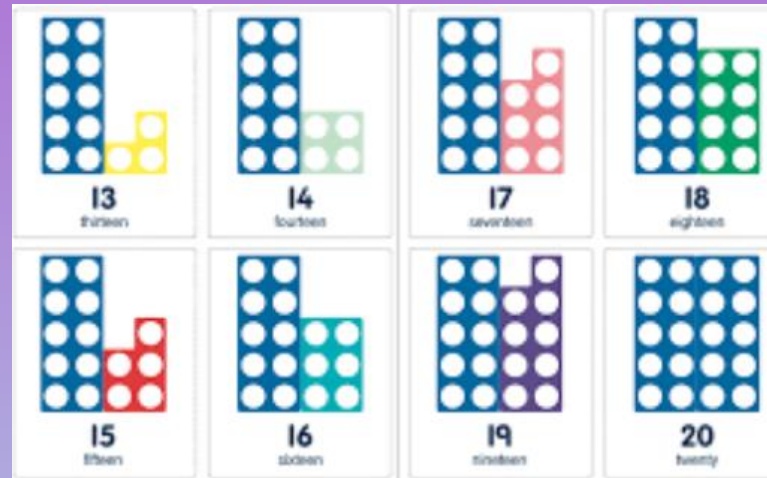 13
thirteen
14
fourteen
17
seventeen
18
eighteen
15
fifteen
16
sixteen
19
nineteen
20
twenty